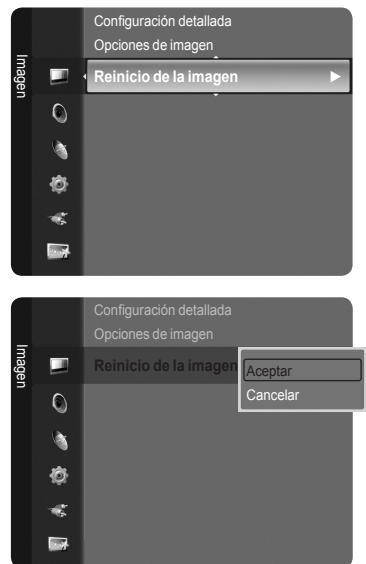 Configuración detallada
Opciones de imagen
Imagen
Reinicio de la imagen
Configuración detallada
Opciones de imagen
Imagen
Reinicio de la imagen
Aceptar
Cancelar